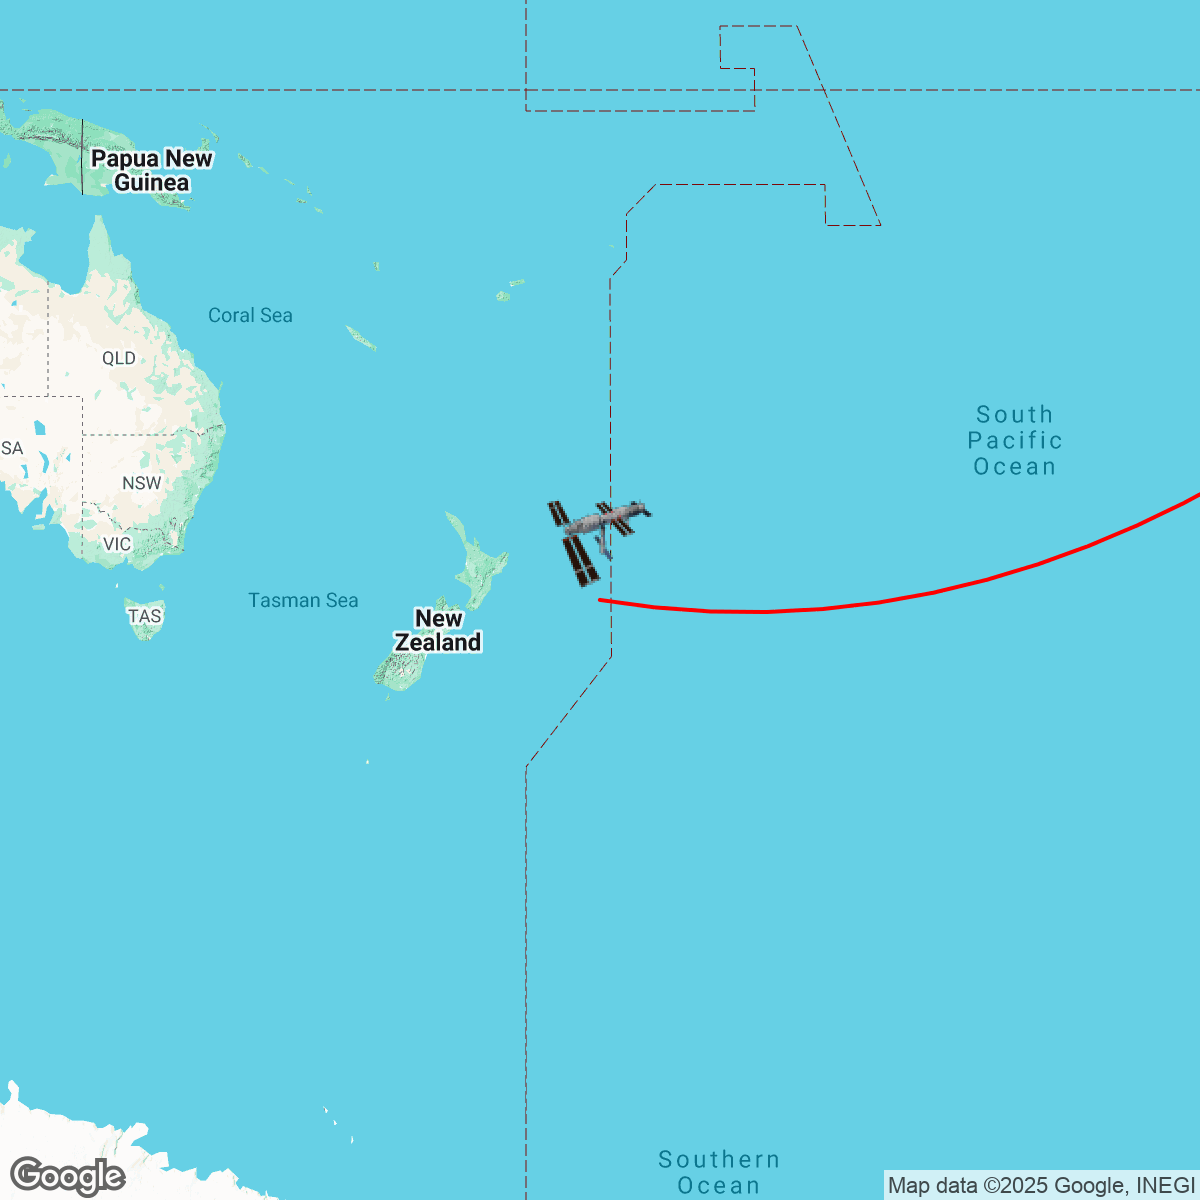 Papua New
Guinea
Coral Sea
QLD
South
Pacific
Ocean
SA
NSW
VIC
Tasman Sea
TAS
New
Zealand
Southern
Ocean
Google
Map data ©2025 Google, INEGI